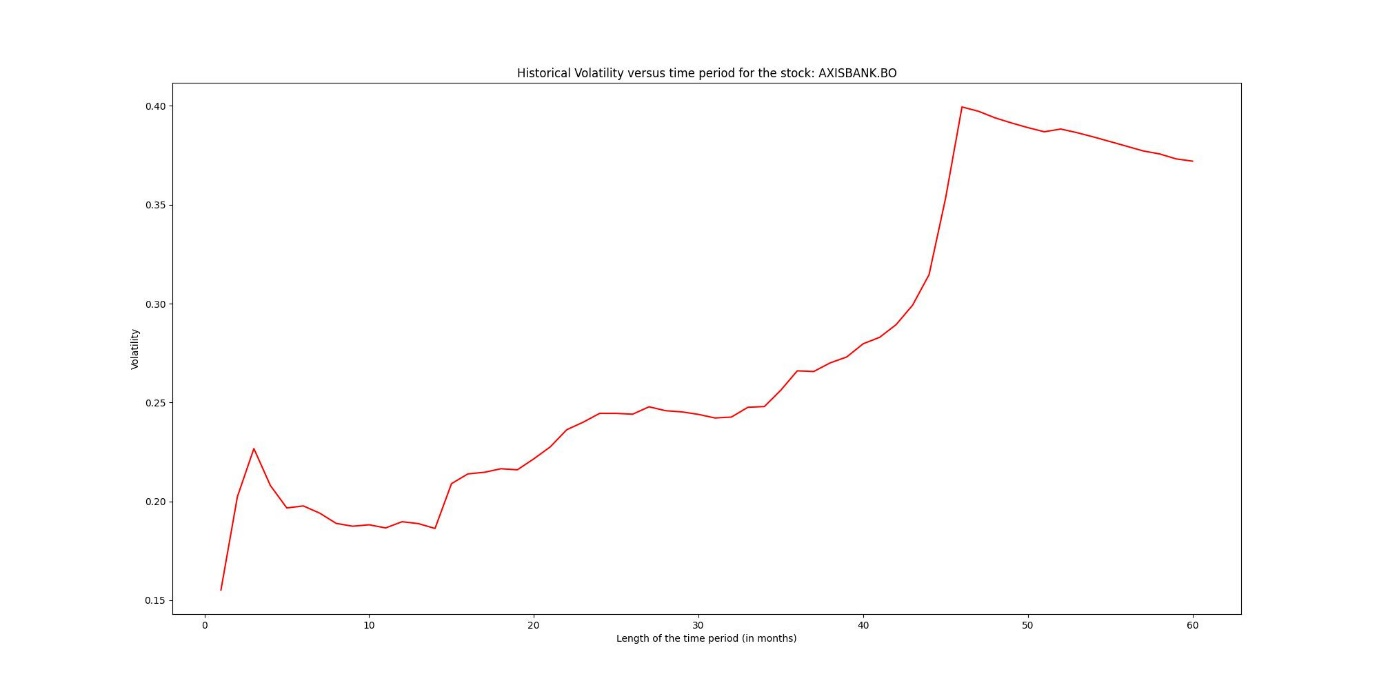 Historical Volatility versus time period for the stock: AXISBANK.BO
0.40
0.35
0.30
0.25
0.20
0.15
Volatility
0 10 20 30 40 50 60
Length of the time period (in months)